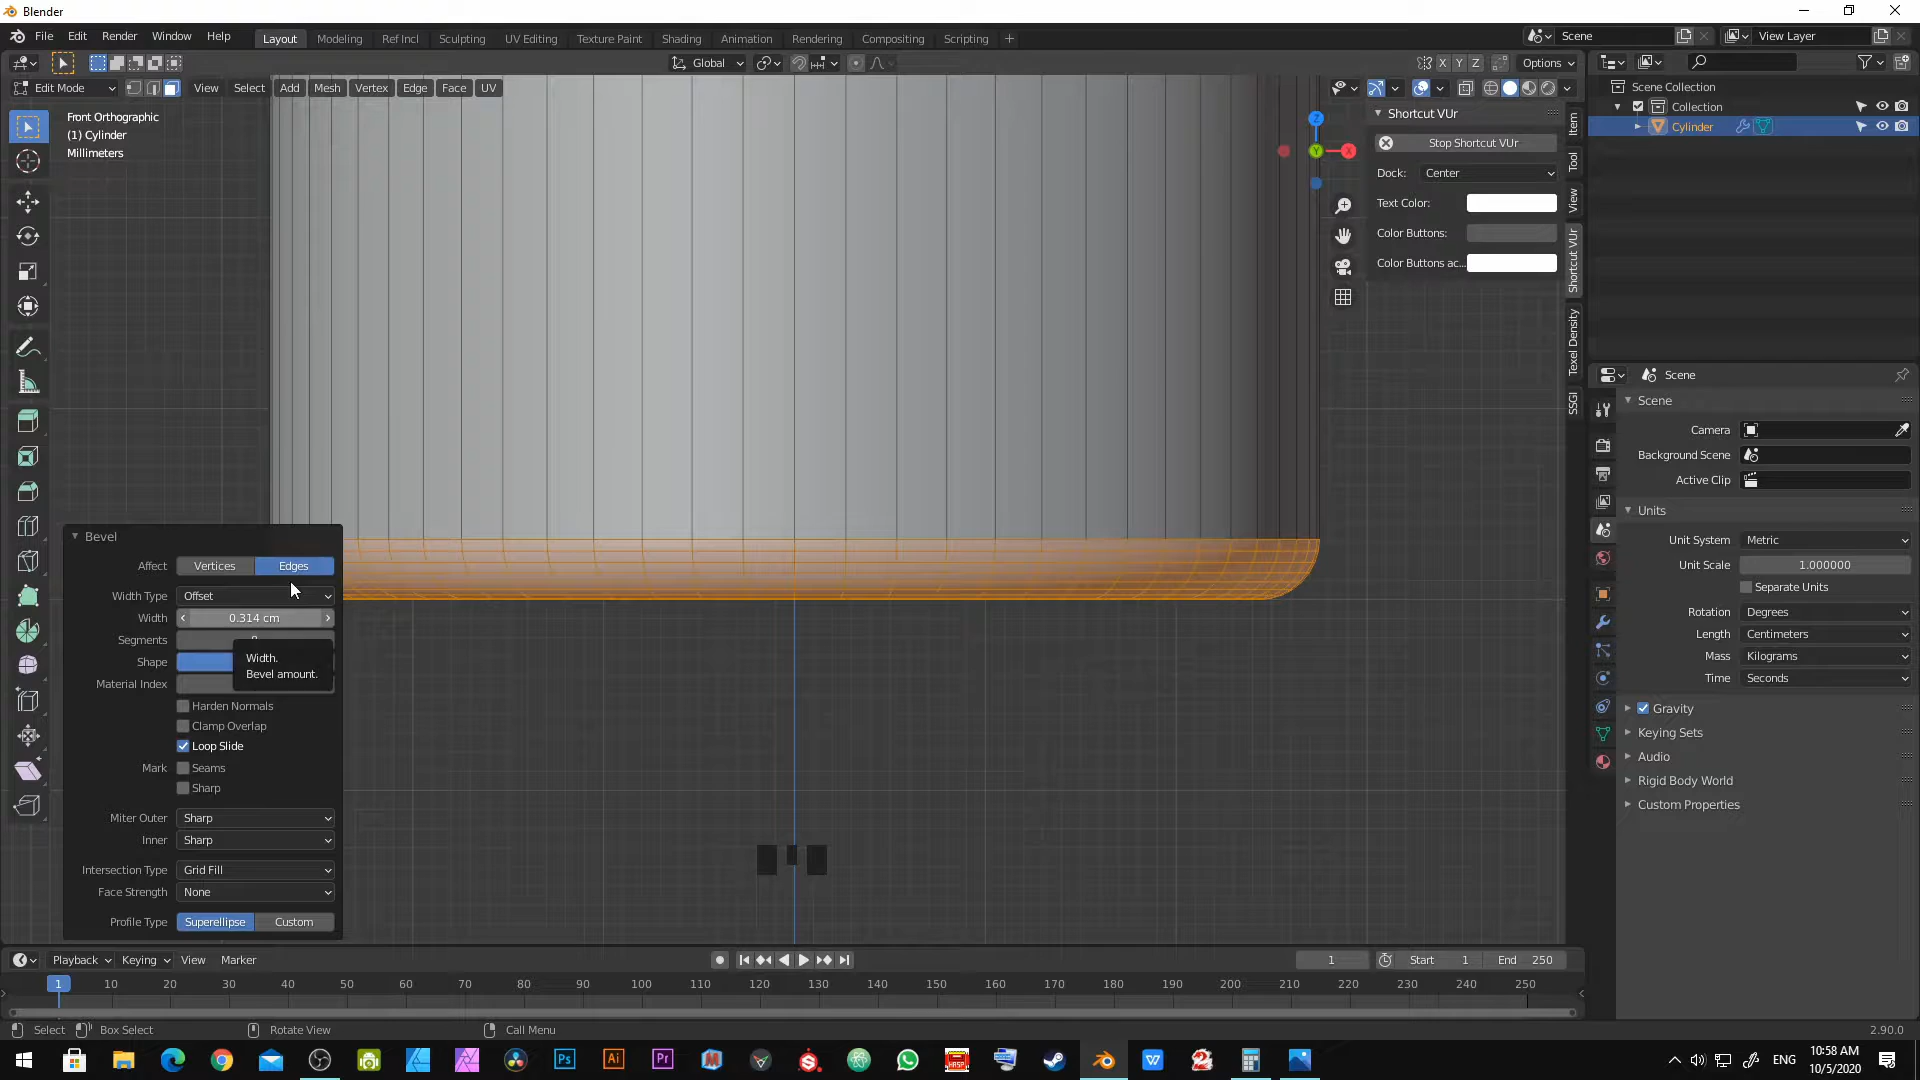 Blender
File Edit Render Window Help
Layout Modeling Ref Incl Sculpting UV Editing Texture Paint Shading Animation Rendering Compositing Scripting +
Scene
View Layer
Global
X Y Z
Options
Edit Mode
View Select Add Mesh Vertex Edge Face UV
Front Orthographic
(1) Cylinder
Millimeters
Z
Y
X
Shortcut VUr
Stop Shortcut VUr
Dock: Center
Text Color:
Color Buttons:
Color Buttons ac...
Item
Tool
View
Shortcut VUr
Texel Density
SSGI
Scene Collection
Collection
Cylinder
Scene
Scene
Camera
Background Scene
Active Clip
Units
Unit System Metric
Unit Scale 1.000000
Separate Units
Rotation Degrees
Length Centimeters
Mass Kilograms
Time Seconds
Gravity
Keying Sets
Audio
Rigid Body World
Custom Properties
Bevel
Affect Vertices Edges
Width Type Offset
Width 0.314 cm
Segments
Shape
Material Index
Width.
Bevel amount.
Harden Normals
Clamp Overlap
Loop Slide
Mark Seams
Sharp
Miter Outer Sharp
Inner Sharp
Intersection Type Grid Fill
Face Strength None
Profile Type Superellipse Custom
Playback Keying View Marker
1 Start 1 End 250
1 10 20 30 40 50 60 70 80 90 100 110 120 130 140 150 160 170 180 190 200 210 220 230 240 250
Select Box Select Rotate View Call Menu 2.90.0
Ps Ai Pr
ENG
10:58 AM
10/5/2020